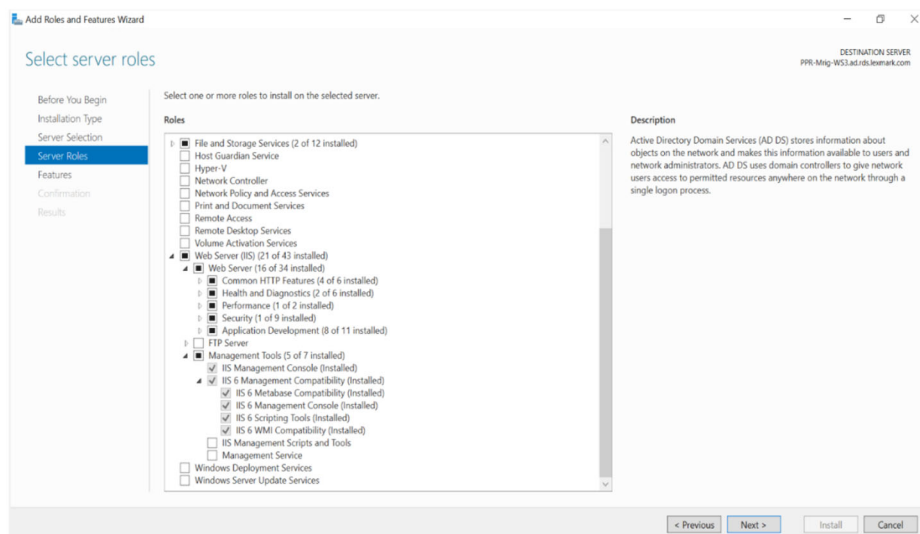 Add Roles and Features Wizard
Select server roles
DESTINATION SERVER
PPR-Mrig-WS3.ad.rds.lexmark.com
Before You Begin
Installation Type
Server Selection
Server Roles
Features
Confirmation
Results
Select one or more roles to install on the selected server.
Roles
File and Storage Services (2 of 12 installed)
Host Guardian Service
Hyper-V
Network Controller
Network Policy and Access Services
Print and Document Services
Remote Access
Remote Desktop Services
Volume Activation Services
Web Server (IIS) (21 of 43 installed)
Web Server (16 of 34 installed)
Common HTTP Features (4 of 6 installed)
Health and Diagnostics (2 of 6 installed)
Performance (1 of 2 installed)
Security (1 of 9 installed)
Application Development (8 of 11 installed)
FTP Server
Management Tools (5 of 7 installed)
IIS Management Console (Installed)
IIS 6 Management Compatibility (Installed)
IIS 6 Metabase Compatibility (Installed)
IIS 6 Management Console (Installed)
IIS 6 Scripting Tools (Installed)
IIS 6 WMI Compatibility (Installed)
IIS Management Scripts and Tools
Management Service
Windows Deployment Services
Windows Server Update Services
Description
Active Directory Domain Services (AD DS) stores information about
objects on the network and makes this information available to users and
network administrators. AD DS uses domain controllers to give network
users access to permitted resources anywhere on the network through a
single logon process.
< Previous
Next >
Install
Cancel